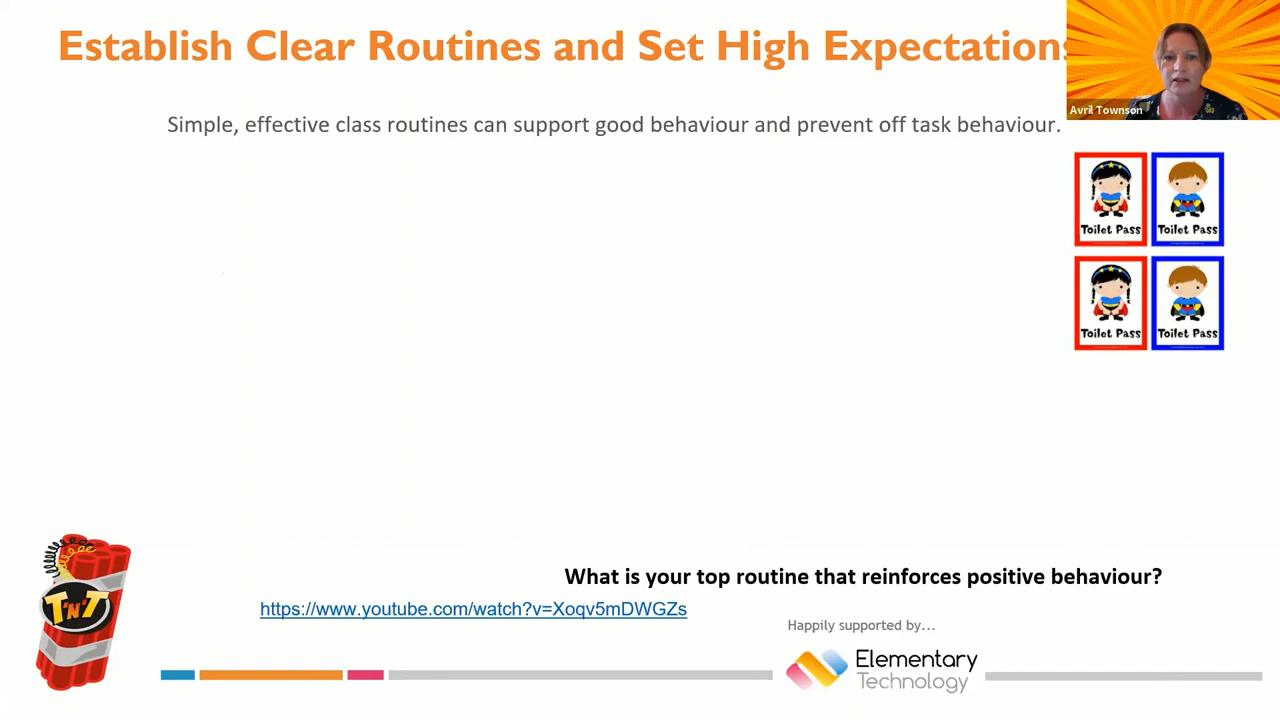 Establish Clear Routines and Set High Expectations
Avril Townson
Simple, effective class routines can support good behaviour and prevent off task behaviour.
Toilet Pass
Toilet Pass
Toilet Pass
Toilet Pass
What is your top routine that reinforces positive behaviour?
https://www.youtube.com/watch?v=Xoqv5mDWGZs
T'N'T
Happily supported by...
Elementary
Technology